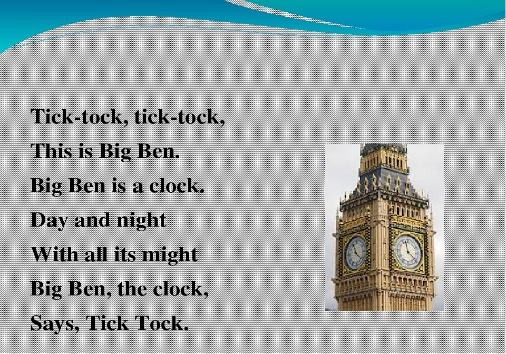 Tick-tock, tick-tock,
This is Big Ben.
Big Ben is a clock.
Day and night
With all its might
Big Ben, the clock,
Says, Tick Tock.